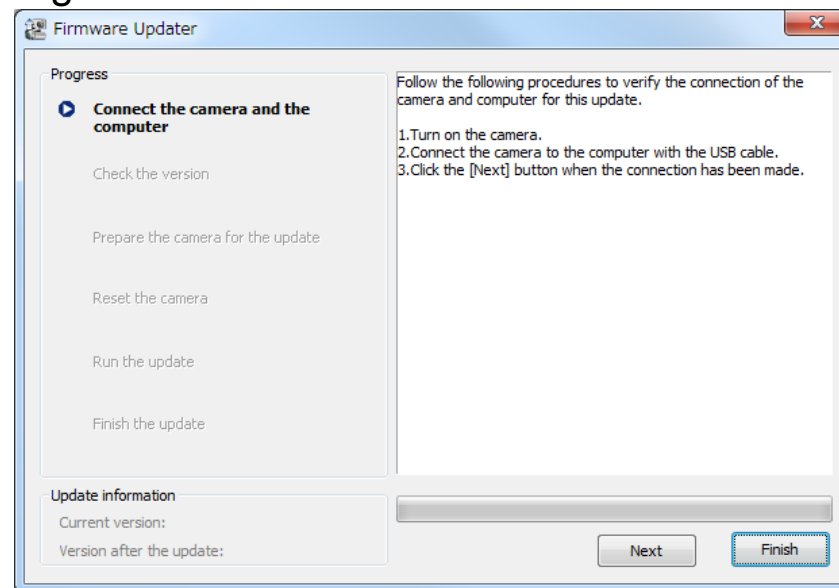 Firmware Updater
Progress
Connect the camera and the
computer
Check the version
Prepare the camera for the update
Reset the camera
Run the update
Finish the update
Follow the following procedures to verify the connection of the
camera and computer for this update.
1.Turn on the camera.
2.Connect the camera to the computer with the USB cable.
3.Click the [Next] button when the connection has been made.
Update information
Current version:
Version after the update:
Next
Finish